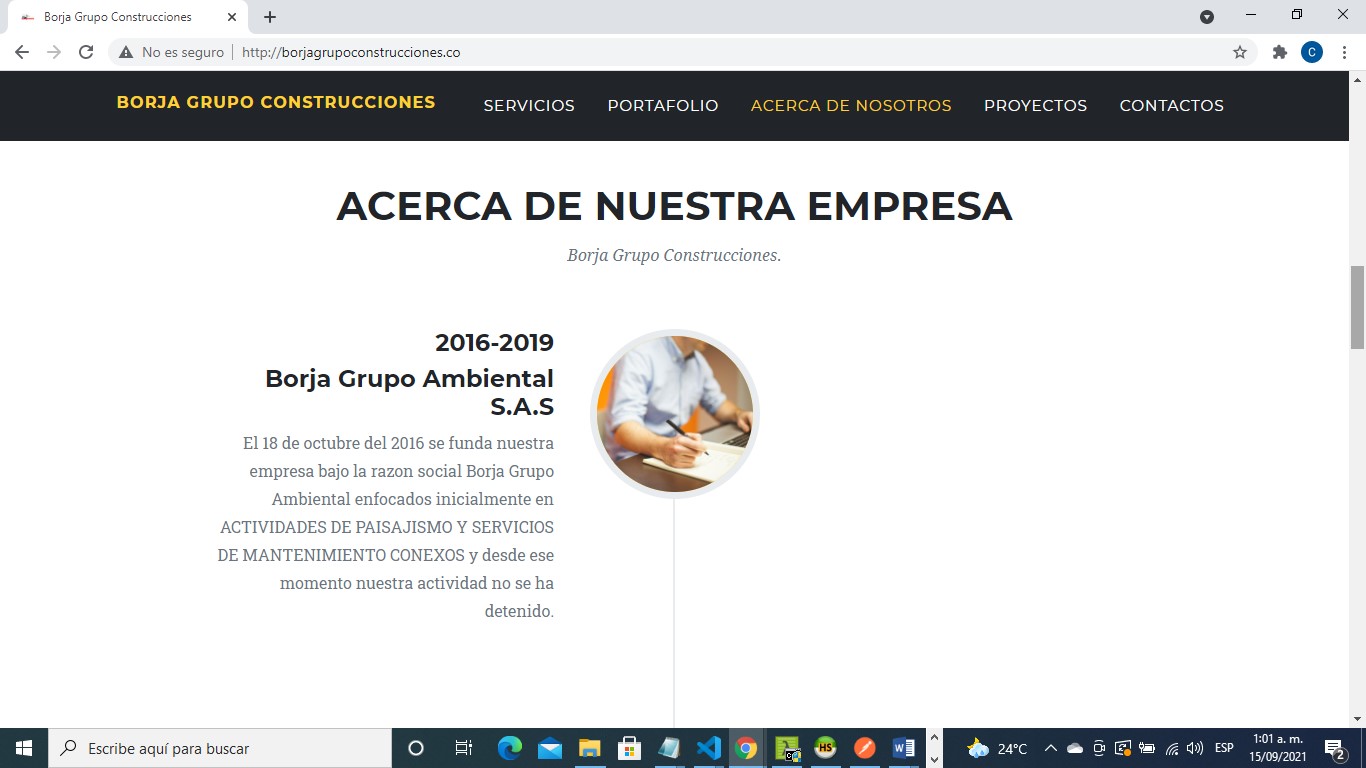 Borja Grupo Construcciones
No es seguro
http://borjagrupoconstrucciones.co
C
BORJA GRUPO CONSTRUCCIONES
SERVICIOS
PORTAFOLIO
ACERCA DE NOSOTROS
PROYECTOS
CONTACTOS
ACERCA DE NUESTRA EMPRESA
Borja Grupo Construcciones.
2016-2019
Borja Grupo Ambiental
S.A.S
El 18 de octubre del 2016 se funda nuestra
empresa bajo la razon social Borja Grupo
Ambiental enfocados inicialmente en
ACTIVIDADES DE PAISAJISMO Y SERVICIOS
DE MANTENIMIENTO CONEXOS y desde ese
momento nuestra actividad no se ha
detenido.
Escribe aquí para buscar
HS
24°C
ESP
1:01 a. m.
15/09/2021
2